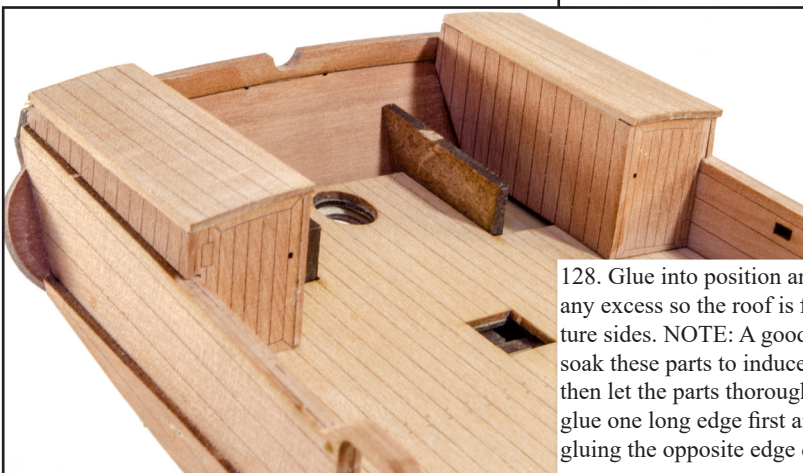 128. Glue into position an
any excess so the roof is f
ture sides. NOTE: A good
soak these parts to induce
then let the parts thorough
glue one long edge first a
gluing the opposite edge